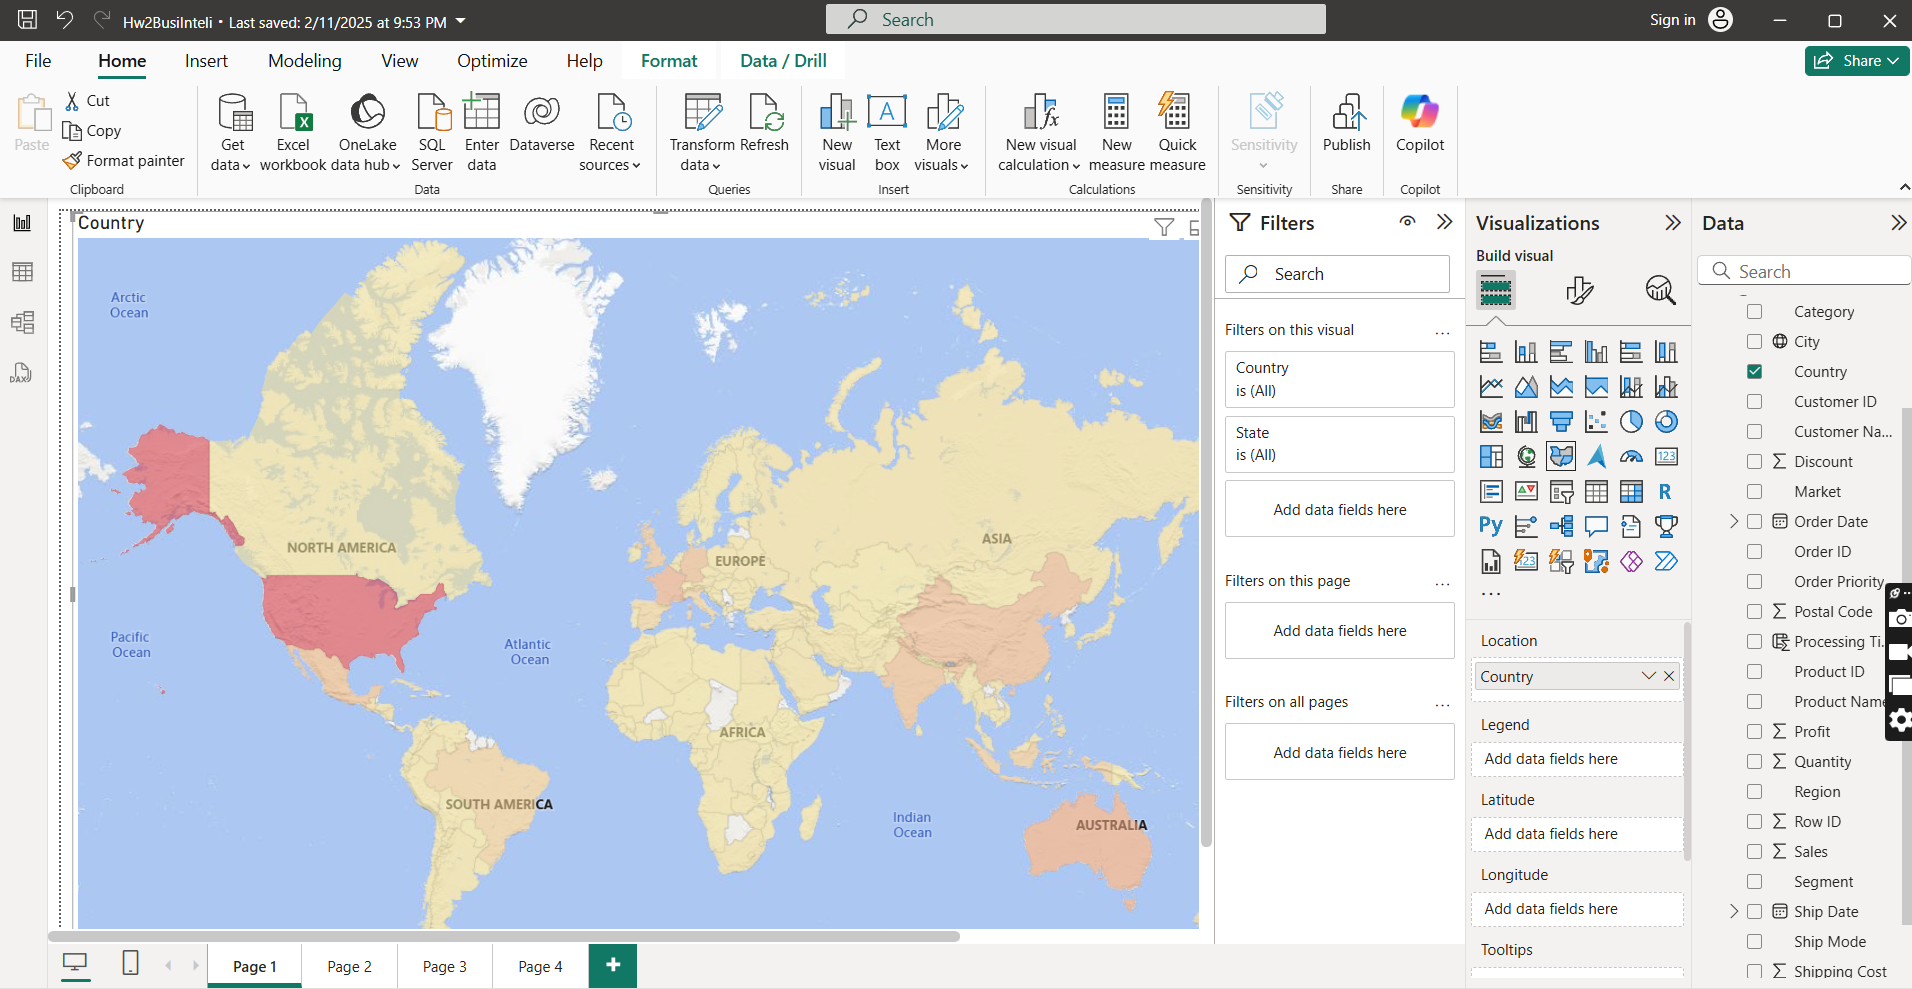 Hw2BusiInteli • Last saved: 2/11/2025 at 9:53 PM
Search
Sign in
File
Home
Insert
Modeling
View
Optimize
Help
Format
Data / Drill
Share
Paste
Cut
Copy
Format painter
Clipboard
Get
data
Excel
workbook
OneLake
data hub
SQL
Server
Enter
data
Dataverse
Recent
sources
Data
Transform
data
Refresh
Queries
New
visual
Text
box
More
visuals
Insert
New visual
calculation
New
measure
Quick
measure
Calculations
Sensitivity
Sensitivity
Publish
Share
Copilot
Copilot
DAX
Country
Arctic
Ocean
NORTH AMERICA
Pacific
Ocean
Atlantic
Ocean
EUROPE
ASIA
AFRICA
SOUTH AMERICA
Indian
Ocean
AUSTRALIA
Filters
Search
Filters on this visual
...
Country
is (All)
State
is (All)
Add data fields here
Filters on this page
...
Add data fields here
Filters on all pages
...
Add data fields here
Visualizations
Build visual
123
R
Py
123
...
Location
Country
Legend
Add data fields here
Latitude
Add data fields here
Longitude
Add data fields here
Tooltips
Data
Search
Category
City
Country
Customer ID
Customer Na...
Discount
Market
Order Date
Order ID
Order Priority
Postal Code
Processing Ti...
Product ID
Product Name
Profit
Quantity
Region
Row ID
Sales
Segment
Ship Date
Ship Mode
Shipping Cost
Page 1
Page 2
Page 3
Page 4
+